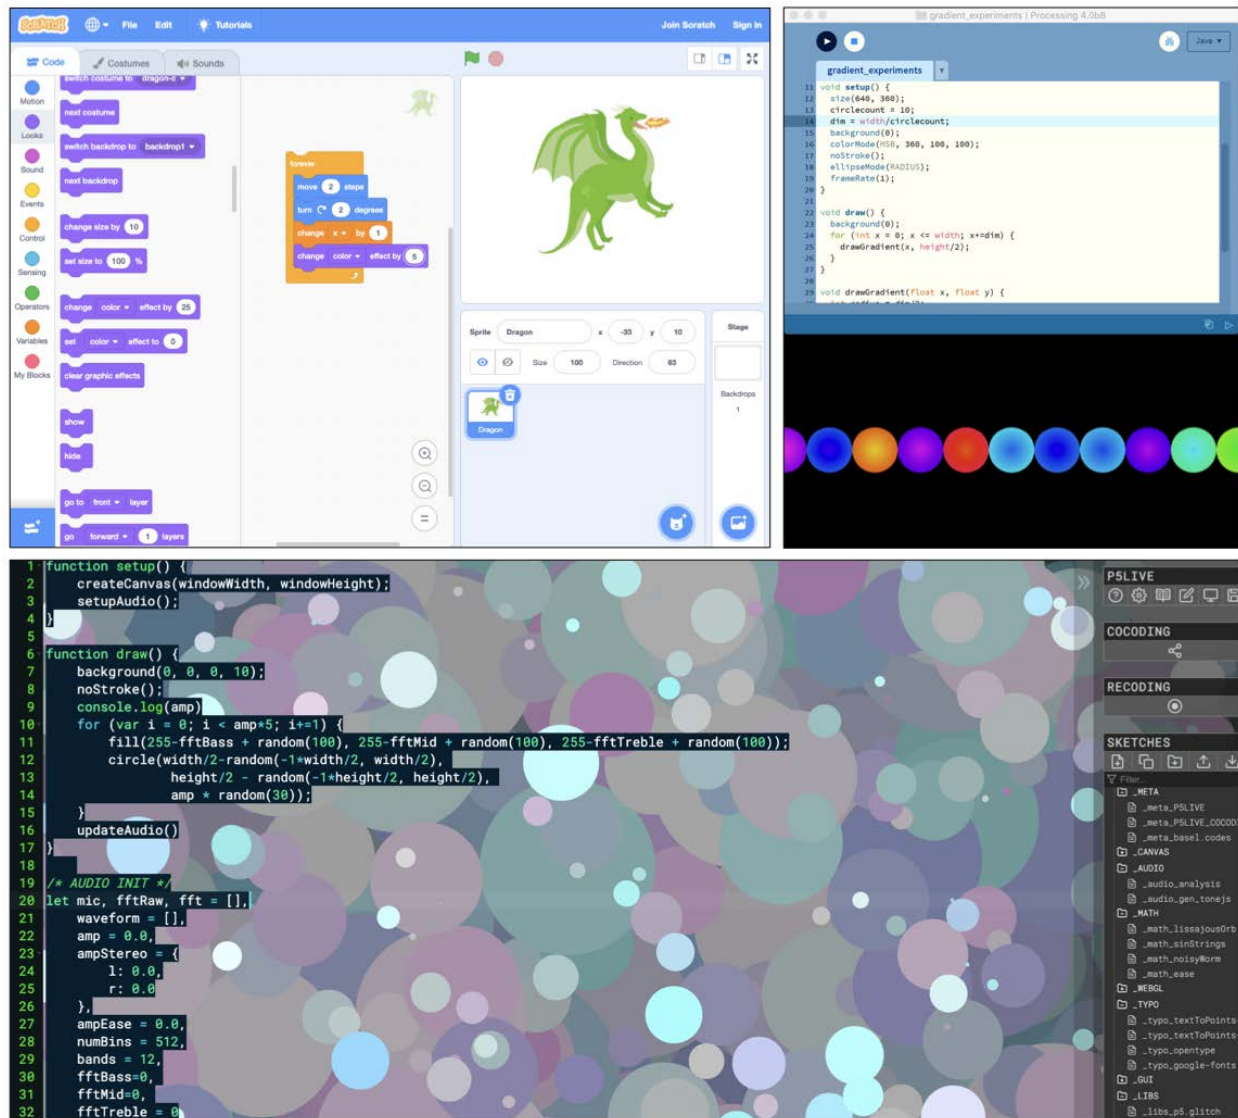 SCRATCH File Edit Tutorials Join Scratch Sign in
Code Costumes Sounds
Motion
Looks
Sound
Events
Control
Sensing
Operators
Variables
My Blocks
switch costume to dragon-c
next costume
switch backdrop to backdrop1
next backdrop
change size by 10
set size to 100 %
change color effect by 25
set color effect to 0
clear graphic effects
show
hide
go to front layer
go forward 1 layers
forever
move 2 steps
turn 2 degrees
change x by 1
change color effect by 5
Sprite Dragon x -33 y 10
Size 100 Direction 63
Dragon
Stage
Backdrops
1
gradient_experiments | Processing 4.0b8
Java
gradient_experiments
11 void setup() {
12 size(640, 360);
13 circlecount = 10;
14 dim = width/circlecount;
15 background(0);
16 colorMode(HSB, 360, 100, 100);
17 noStroke();
18 ellipseMode(RADIUS);
19 frameRate(1);
20 }
21
22 void draw() {
23 background(0);
24 for (int x = 0; x <= width; x+=dim) {
25 drawGradient(x, height/2);
26 }
27 }
28
29 void drawGradient(float x, float y) {
1 function setup() {
2 createCanvas(windowWidth, windowHeight);
3 setupAudio();
4 }
5
6 function draw() {
7 background(0, 0, 0, 10);
8 noStroke();
9 console.log(amp)
10 for (var i = 0; i < amp*5; i+=1) {
11 fill(255-fftBass + random(100), 255-fftMid + random(100), 255-fftTreble + random(100));
12 circle(width/2-random(-1*width/2, width/2),
13 height/2 - random(-1*height/2, height/2),
14 amp * random(30));
15 }
16 updateAudio()
17 }
18
19 /* AUDIO INIT */
20 let mic, fftRaw, fft = [],
21 waveform = [],
22 amp = 0.0,
23 ampStereo = {
24 l: 0.0,
25 r: 0.0
26 },
27 ampEase = 0.0,
28 numBins = 512,
29 bands = 12,
30 fftBass=0,
31 fftMid=0,
32 fftTreble = 0
P5LIVE
COCODING
RECODING
SKETCHES
Filter...
_META
_meta_P5LIVE
_meta_P5LIVE_COCODI
_meta_basel.codes
_CANVAS
_AUDIO
_audio_analysis
_audio_gen_tonejs
_MATH
_math_lissajousOrb
_math_sinStrings
_math_noisyWorm
_math_ease
_WEBGL
_TYPO
_typo_textToPoints
_typo_textToPoints
_typo_opentype
_typo_google-fonts
_GUI
_LIBS
_libs_p5.glitch